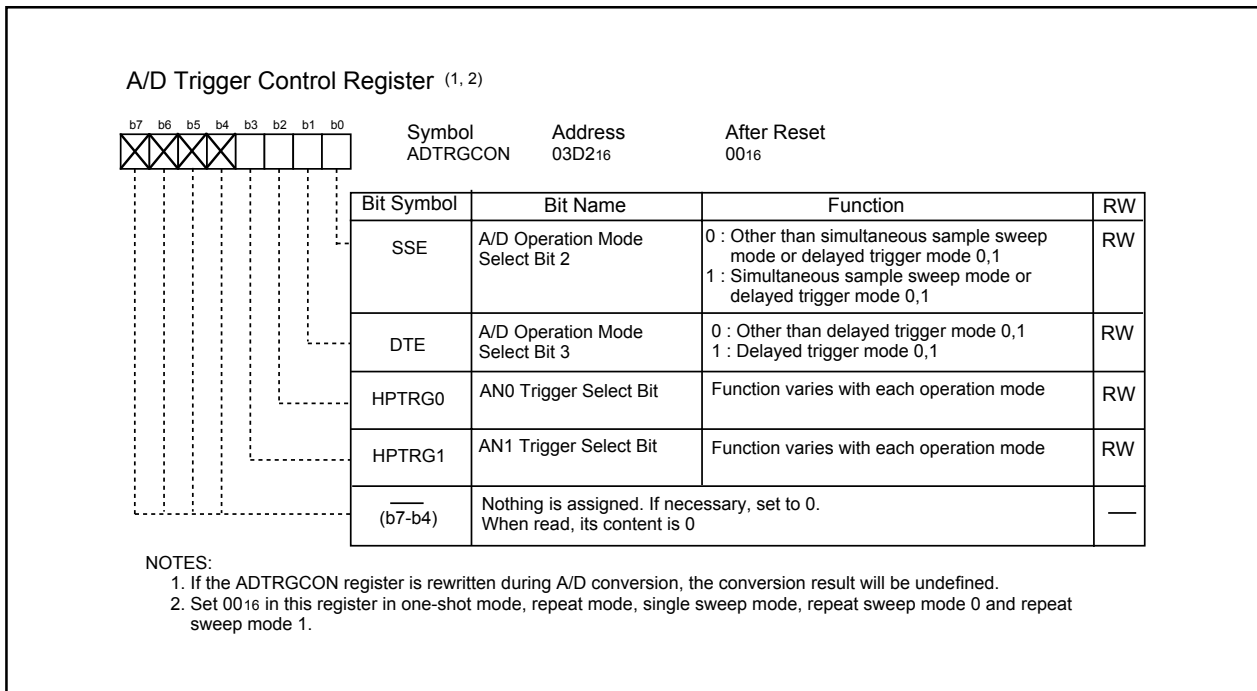 A/D Trigger Control Register (1, 2)
b7 b6 b5 b4 b3 b2 b1 b0
Symbol Address After Reset
ADTRGCON 03D216 0016
Bit Symbol Bit Name Function RW
SSE A/D Operation Mode Select Bit 2 0 : Other than simultaneous sample sweep RW
mode or delayed trigger mode 0,1
1 : Simultaneous sample sweep mode or
delayed trigger mode 0,1
DTE A/D Operation Mode Select Bit 3 0 : Other than delayed trigger mode 0,1 RW
1 : Delayed trigger mode 0,1
HPTRG0 AN0 Trigger Select Bit Function varies with each operation mode RW
HPTRG1 AN1 Trigger Select Bit Function varies with each operation mode RW
(b7-b4) Nothing is assigned. If necessary, set to 0. —
When read, its content is 0
NOTES:
1. If the ADTRGCON register is rewritten during A/D conversion, the conversion result will be undefined.
2. Set 0016 in this register in one-shot mode, repeat mode, single sweep mode, repeat sweep mode 0 and repeat
sweep mode 1.